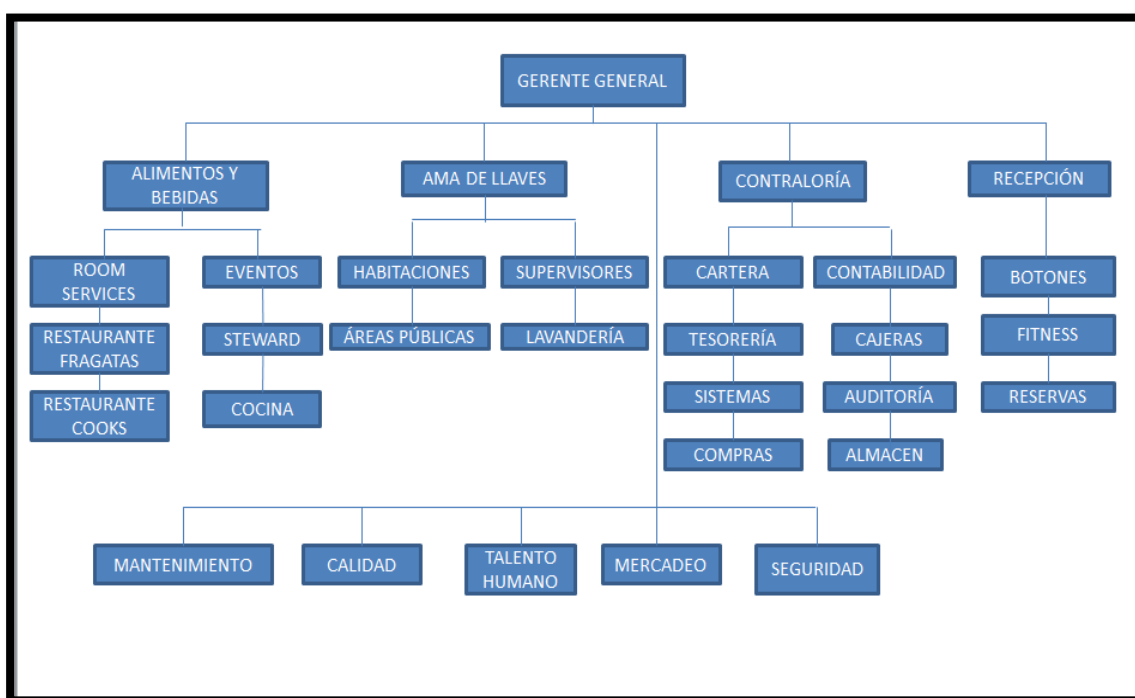 GERENTE GENERAL
ALIMENTOS Y
BEBIDAS
AMA DE LLAVES
CONTRALORÍA
RECEPCIÓN
ROOM
SERVICES
EVENTOS
HABITACIONES
SUPERVISORES
CARTERA
CONTABILIDAD
BOTONES
RESTAURANTE
FRAGATAS
STEWARD
ÁREAS PÚBLICAS
LAVANDERÍA
TESORERÍA
CAJERAS
FITNESS
RESTAURANTE
COOKS
COCINA
SISTEMAS
AUDITORÍA
RESERVAS
COMPRAS
ALMACEN
MANTENIMIENTO
CALIDAD
TALENTO
HUMANO
MERCADEO
SEGURIDAD